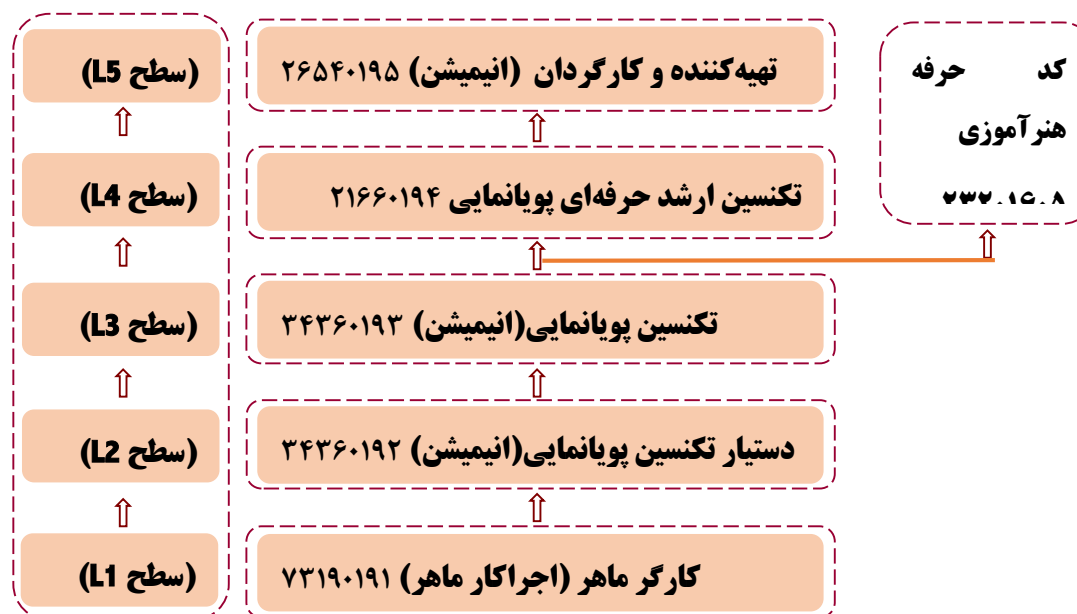 تهیه‌کننده و کارگردان (انیمیشن) ۲۶۵۴۰۱۹۵
(سطح L5)
تکنسین ارشد حرفه‌ای پویانمایی ۲۱۶۶۰۱۹۴
(سطح L4)
تکنسین پویانمایی(انیمیشن) ۳۴۳۶۰۱۹۳
(سطح L3)
دستیار تکنسین پویانمایی(انیمیشن) ۳۴۳۶۰۱۹۲
(سطح L2)
کارگر ماهر (اجراکار ماهر) ۷۳۱۹۰۱۹۱
(سطح L1)
کد حرفه
هنرآموزی